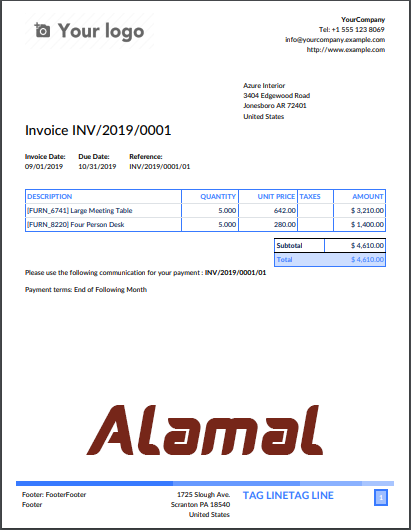 Your logo
YourCompany
Tel: +1 555 123 8069
info@yourcompany.example.com
http://www.example.com
Azure Interior
3404 Edgewood Road
Jonesboro AR 72401
United States
Invoice INV/2019/0001
Invoice Date: Due Date: Reference:
09/01/2019 10/31/2019 INV/2019/0001/01
DESCRIPTION QUANTITY UNIT PRICE TAXES AMOUNT
[FURN_6741] Large Meeting Table 5.000 642.00 $ 3,210.00
[FURN_8220] Four Person Desk 5.000 280.00 $ 1,400.00
Subtotal $ 4,610.00
Total $ 4,610.00
Please use the following communication for your payment : INV/2019/0001/01
Payment terms: End of Following Month
Alamal
Footer: FooterFooter
Footer
1725 Slough Ave.
Scranton PA 18540
United States
TAG LINETAG LINE
1